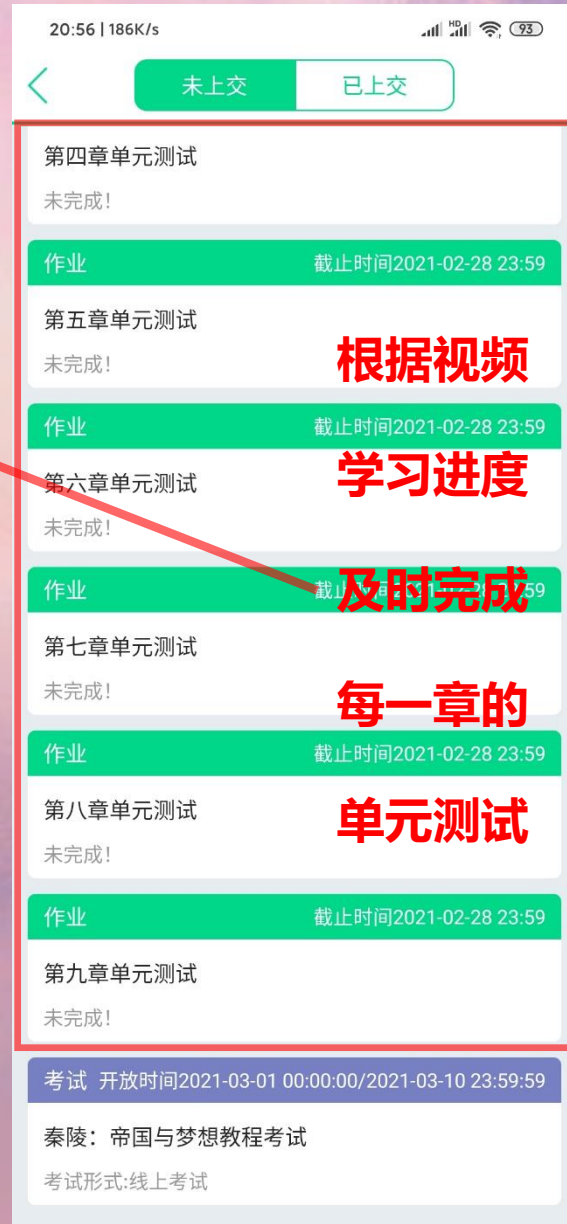 20:56 | 186K/s
HD
93
未上交
已上交
第四章单元测试
未完成！
作业
截止时间2021-02-28 23:59
第五章单元测试
未完成！
根据视频
作业
截止时间2021-02-28 23:59
学习进度
第六章单元测试
未完成！
作业
及时完成
第七章单元测试
未完成！
每一章的
作业
截止时间2021-02-28 23:59
第八章单元测试
单元测试
未完成！
作业
截止时间2021-02-28 23:59
第九章单元测试
未完成！
考试 开放时间2021-03-01 00:00:00/2021-03-10 23:59:59
秦陵：帝国与梦想教程考试
考试形式:线上考试